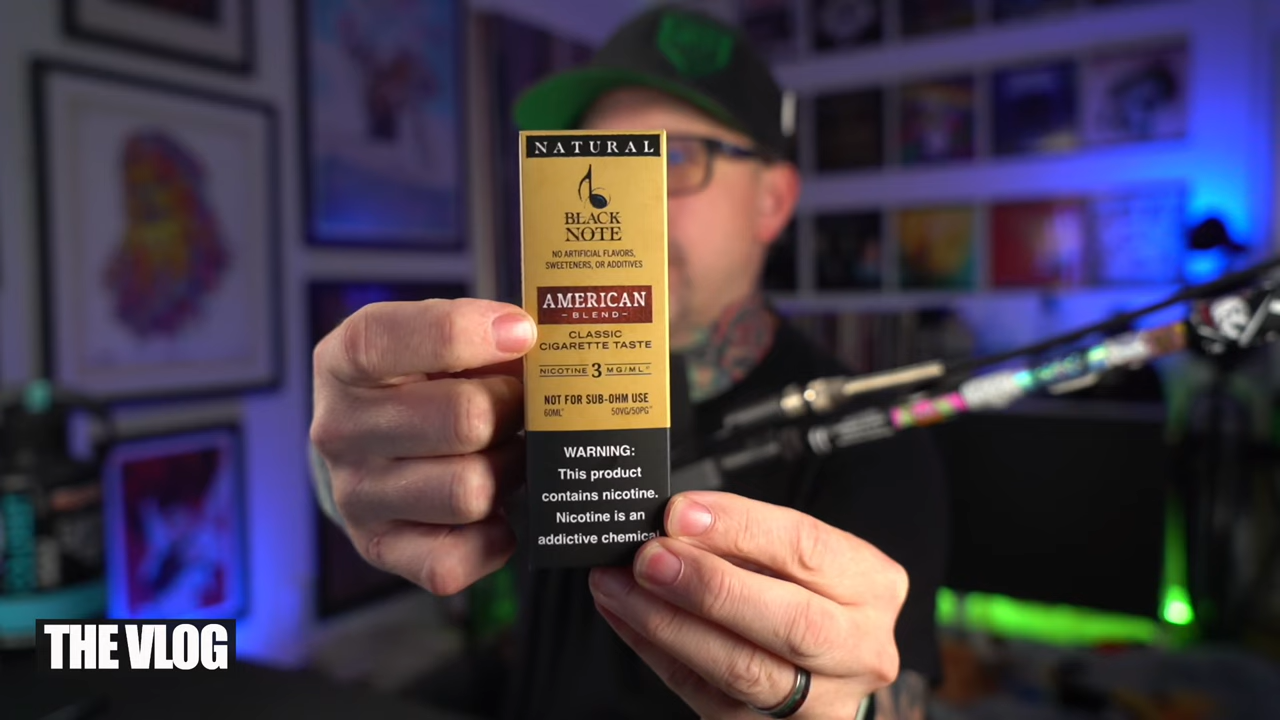 NATURAL
BLACK
NOTE
NO ARTIFICIAL FLAVORS,
SWEETENERS, OR ADDITIVES
AMERICAN
-BLEND-
CLASSIC
CIGARETTE TASTE
NICOTINE 3 MG/ML
NOT FOR SUB-OHM USE
60ML 50VG/50PG
WARNING:
This product
contains nicotine.
Nicotine is an
addictive chemical
THE VLOG